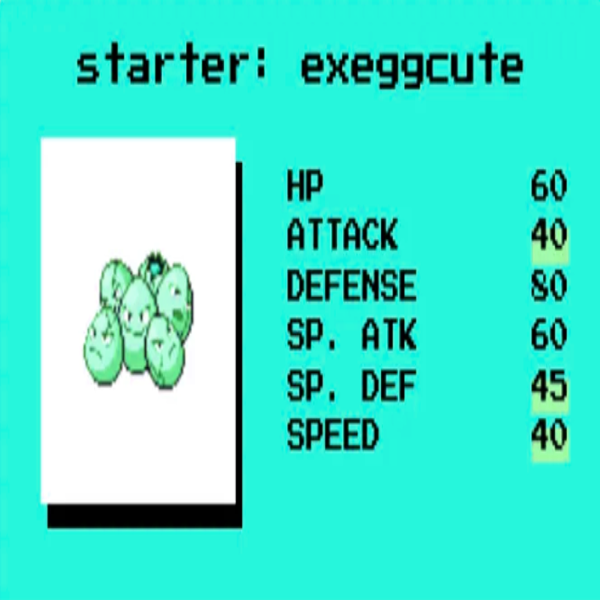 starter: exeggcute
HP 60
ATTACK 40
DEFENSE 80
SP. ATK 60
SP. DEF 45
SPEED 40